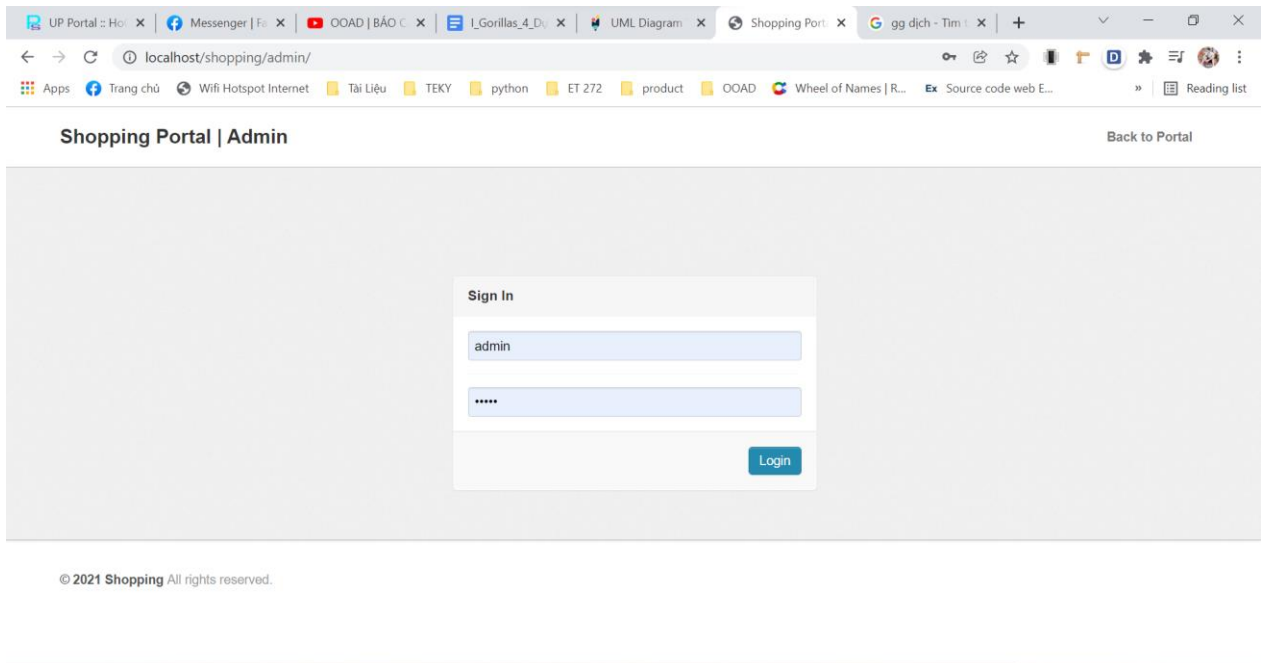 UP Portal :: Ho
Messenger | Fa
OOAD | BÁO C
I_Gorillas_4_Dự
UML Diagram
Shopping Port
gg dịch - Tìm
localhost/shopping/admin/
Apps
Trang chủ
Wifi Hotspot Internet
Tài Liệu
TEKY
python
ET 272
product
OOAD
Wheel of Names | R...
Ex Source code web E...
»
Reading list
Shopping Portal | Admin
Back to Portal
Sign In
admin
•••••
Login
© 2021 Shopping All rights reserved.